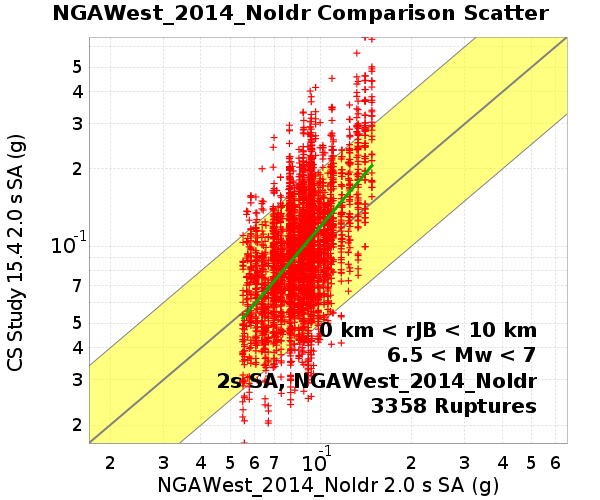 NGAWest_2014_NoIdr Comparison Scatter
CS Study 15.4 2.0 s SA (g)
5
4
3
2
10-1
7
5
4
3
2
0 km < rJB < 10 km
6.5 < Mw < 7
2s SA, NGAWest_2014_NoIdr
3358 Ruptures
2 3 4 5 6 7 10-1 2 3 4 5 6
NGAWest_2014_NoIdr 2.0 s SA (g)